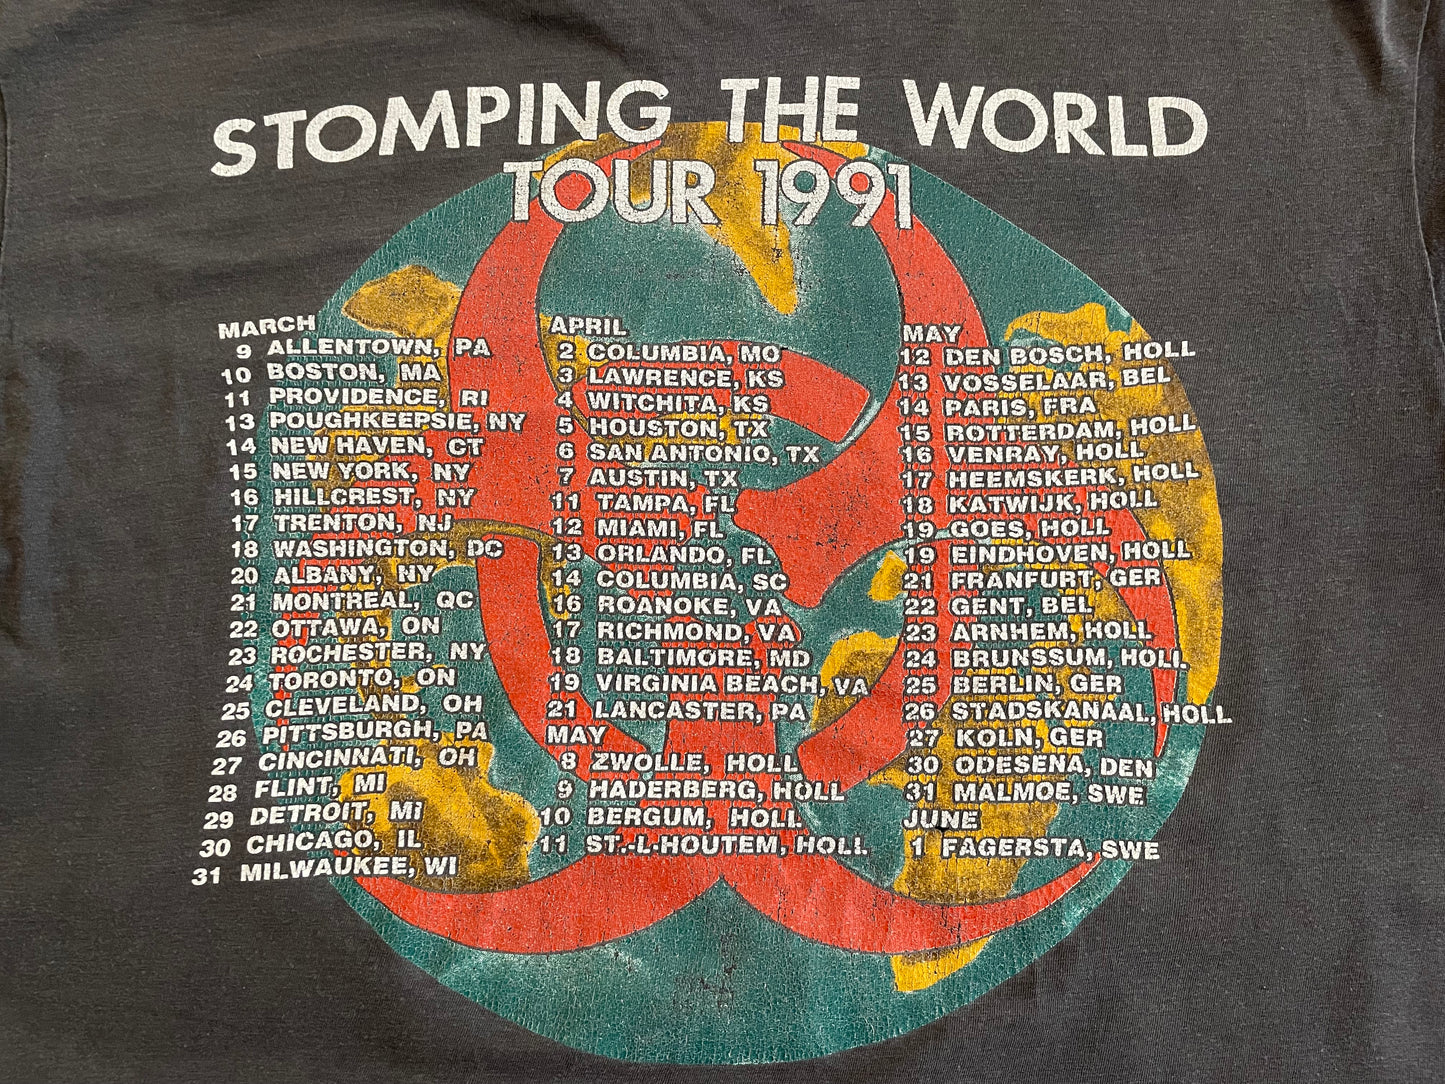 STOMPING THE WORLD
TOUR 1991
MARCH
9 ALLENTOWN, PA
10 BOSTON, MA
11 PROVIDENCE, RI
13 POUGHKEEPSIE, NY
14 NEW HAVEN, CT
15 NEW YORK, NY
16 HILLCREST, NY
17 TRENTON, NJ
18 WASHINGTON, DC
20 ALBANY, NY
21 MONTREAL, QC
22 OTTAWA, ON
23 ROCHESTER, NY
24 TORONTO, ON
25 CLEVELAND, OH
26 PITTSBURGH, PA
27 CINCINNATI, OH
28 FLINT, MI
29 DETROIT, MI
30 CHICAGO, IL
31 MILWAUKEE, WI
APRIL
2 COLUMBIA, MO
3 LAWRENCE, KS
4 WITCHITA, KS
5 HOUSTON, TX
6 SAN ANTONIO, TX
7 AUSTIN, TX
11 TAMPA, FL
12 MIAMI, FL
13 ORLANDO, FL
14 COLUMBIA, SC
16 ROANOKE, VA
17 RICHMOND, VA
18 BALTIMORE, MD
19 VIRGINIA BEACH, VA
21 LANCASTER, PA
MAY
8 ZWOLLE, HOLL
9 HADERBERG, HOLL
10 BERGUM, HOLL
11 ST.-L-HOUTEM, HOLL
MAY
12 DEN BOSCH, HOLL
13 VOSSELAAR, BEL
14 PARIS, FRA
15 ROTTERDAM, HOLL
16 VENRAY, HOLL
17 HEEMSKERK, HOLL
18 KATWIJK, HOLL
19 GOES, HOLL
19 EINDHOVEN, HOLL
21 FRANFURT, GER
22 GENT, BEL
23 ARNHEM, HOLL
24 BRUNSSUM, HOLL
25 BERLIN, GER
26 STADSKANAAL, HOLL
27 KOLN, GER
30 ODESENA, DEN
31 MALMOE, SWE
JUNE
1 FAGERSTA, SWE